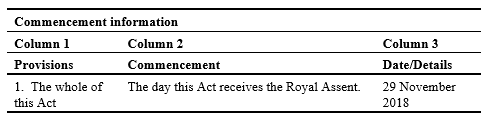 Commencement information
Column 1 Column 2 Column 3
Provisions Commencement Date/Details
1. The whole of this Act The day this Act receives the Royal Assent. 29 November 2018